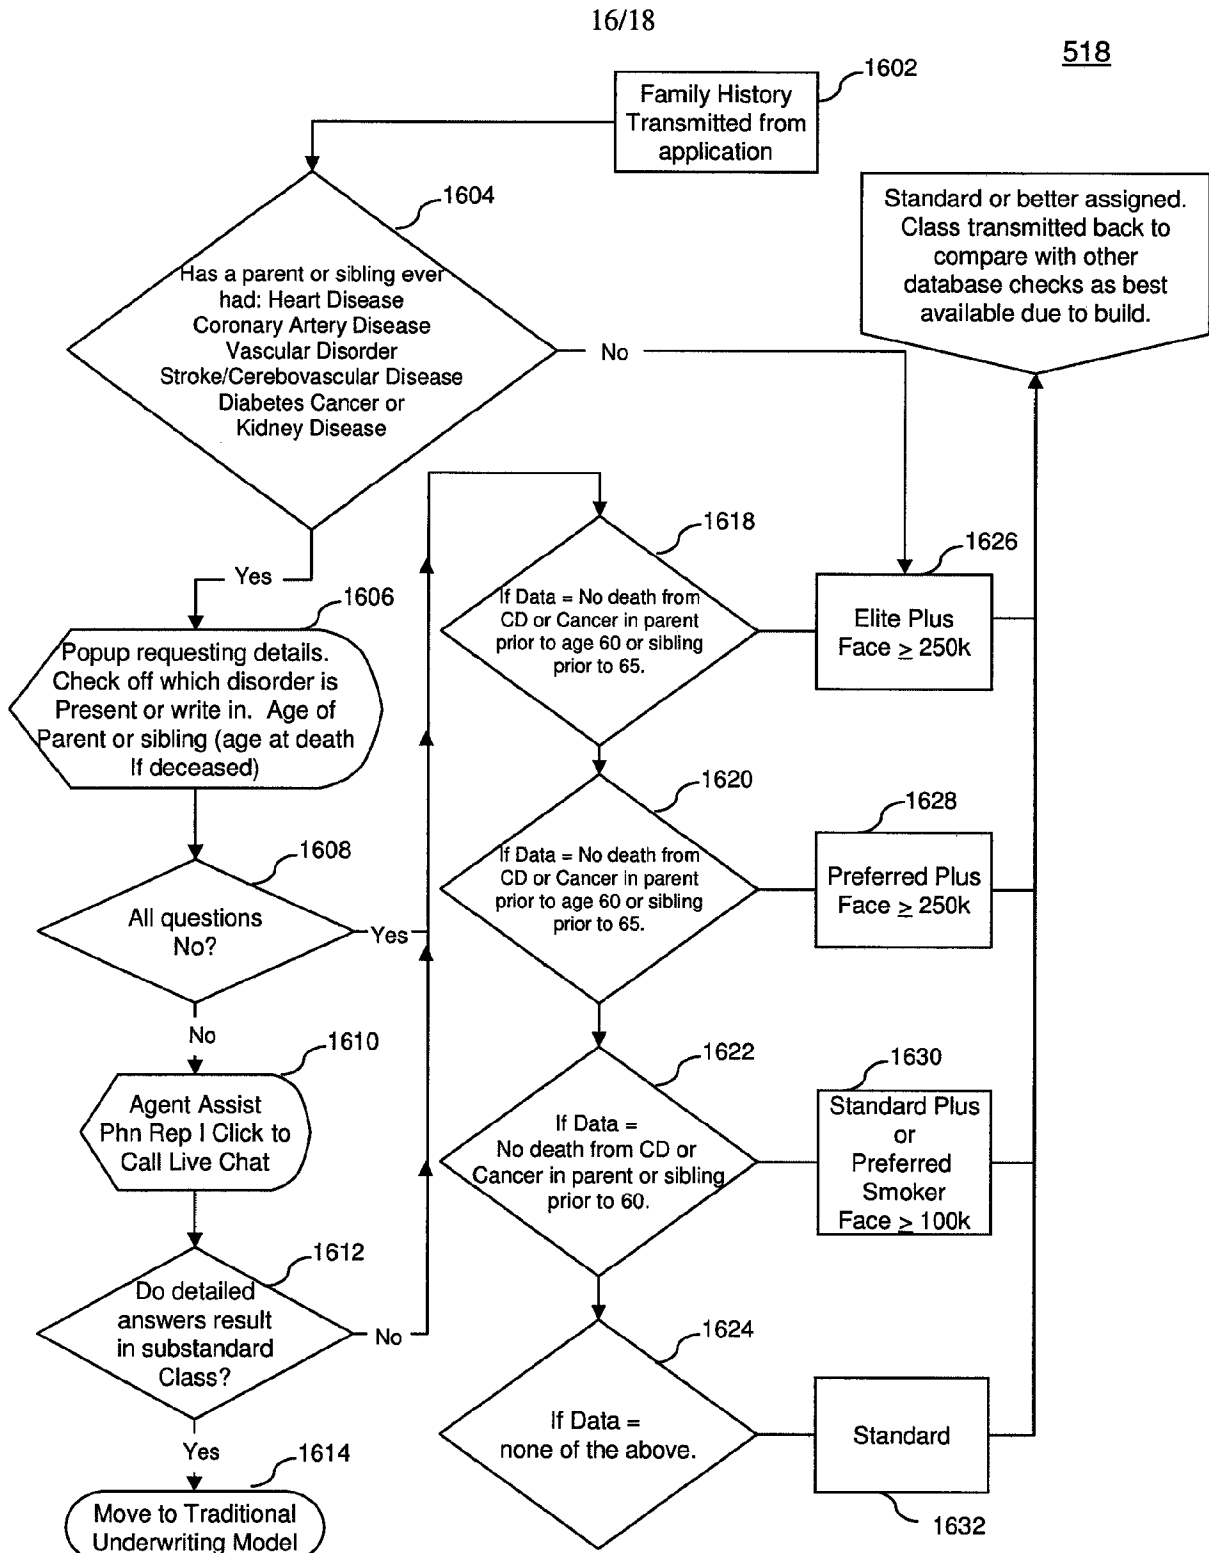 16/18
518
1602
Family History
Transmitted from
application
1604
Has a parent or sibling ever
had: Heart Disease
Coronary Artery Disease
Vascular Disorder
Stroke/Cerebovascular Disease
Diabetes Cancer or
Kidney Disease
No
Standard or better assigned.
Class transmitted back to
compare with other
database checks as best
available due to build.
Yes
1606
Popup requesting details.
Check off which disorder is
Present or write in. Age of
Parent or sibling (age at death
If deceased)
1608
All questions
No?
Yes
No
1610
Agent Assist
Phn Rep I Click to
Call Live Chat
1612
Do detailed
answers result
in substandard
Class?
No
Yes
1614
Move to Traditional
Underwriting Model
1618
If Data = No death from
CD or Cancer in parent
prior to age 60 or sibling
prior to 65.
1626
Elite Plus
Face ≥ 250k
1620
If Data = No death from
CD or Cancer in parent
prior to age 60 or sibling
prior to 65.
1628
Preferred Plus
Face ≥ 250k
1622
If Data =
No death from CD or
Cancer in parent or sibling
prior to 60.
1630
Standard Plus
or
Preferred
Smoker
Face ≥ 100k
1624
If Data =
none of the above.
Standard
1632